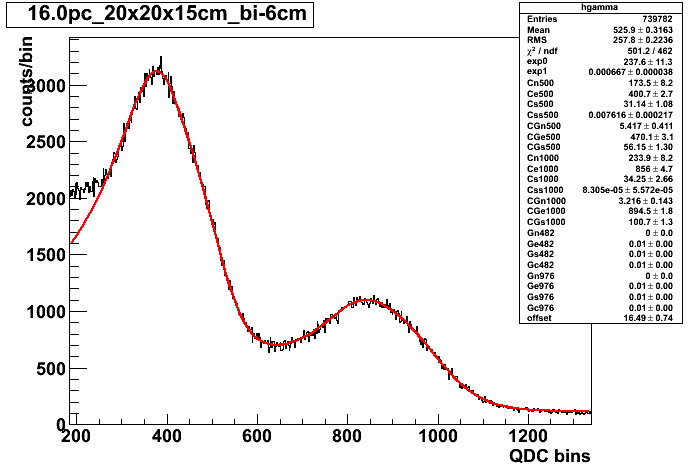 16.0pc_20x20x15cm_bi-6cm
hgamma
Entries 739782
Mean 525.9 ± 0.3163
RMS 257.8 ± 0.2236
χ² / ndf 501.2 / 462
exp0 237.6 ± 11.3
exp1 0.000667 ± 0.000038
Cn500 173.5 ± 8.2
Ce500 400.7 ± 2.7
Cs500 31.14 ± 1.08
Css500 0.007616 ± 0.000217
CGn500 5.417 ± 0.411
CGe500 470.1 ± 3.1
CGs500 56.15 ± 1.30
Cn1000 233.9 ± 8.2
Ce1000 856 ± 4.7
Cs1000 34.25 ± 2.66
Css1000 8.305e-05 ± 5.572e-05
CGn1000 3.216 ± 0.143
CGe1000 894.5 ± 1.8
CGs1000 100.7 ± 1.3
Gn482 0 ± 0.0
Ge482 0.01 ± 0.00
Gs482 0.01 ± 0.00
Gc482 0.01 ± 0.00
Gn976 0 ± 0.0
Ge976 0.01 ± 0.00
Gs976 0.01 ± 0.00
Gc976 0.01 ± 0.00
offset 16.49 ± 0.74
counts/bin
3000
2500
2000
1500
1000
500
0
200 400 600 800 1000 1200
QDC bins